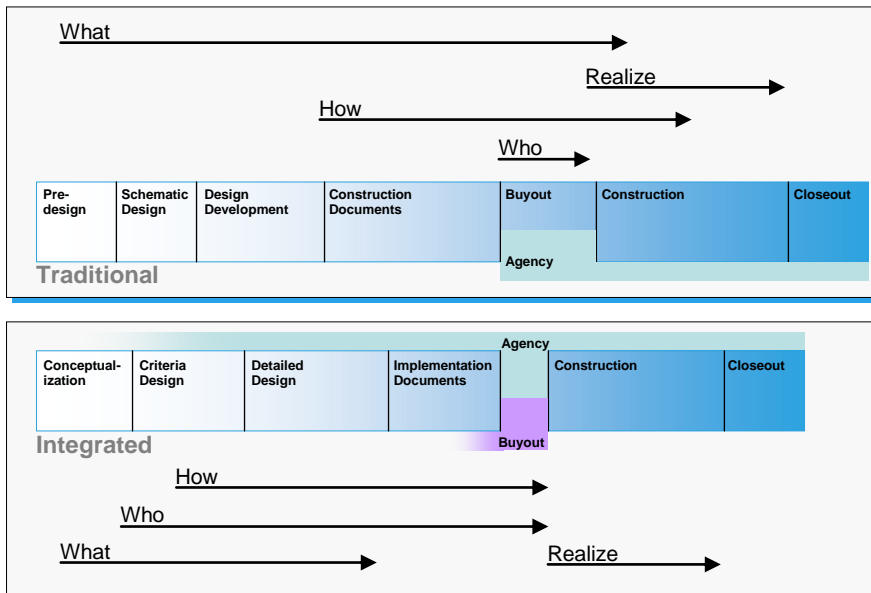 What
Realize
How
Who
Pre-
design
Schematic
Design
Design
Development
Construction
Documents
Buyout
Construction
Closeout
Agency
Traditional
Agency
Conceptual-
ization
Criteria
Design
Detailed
Design
Implementation
Documents
Construction
Closeout
Buyout
Integrated
How
Who
What
Realize